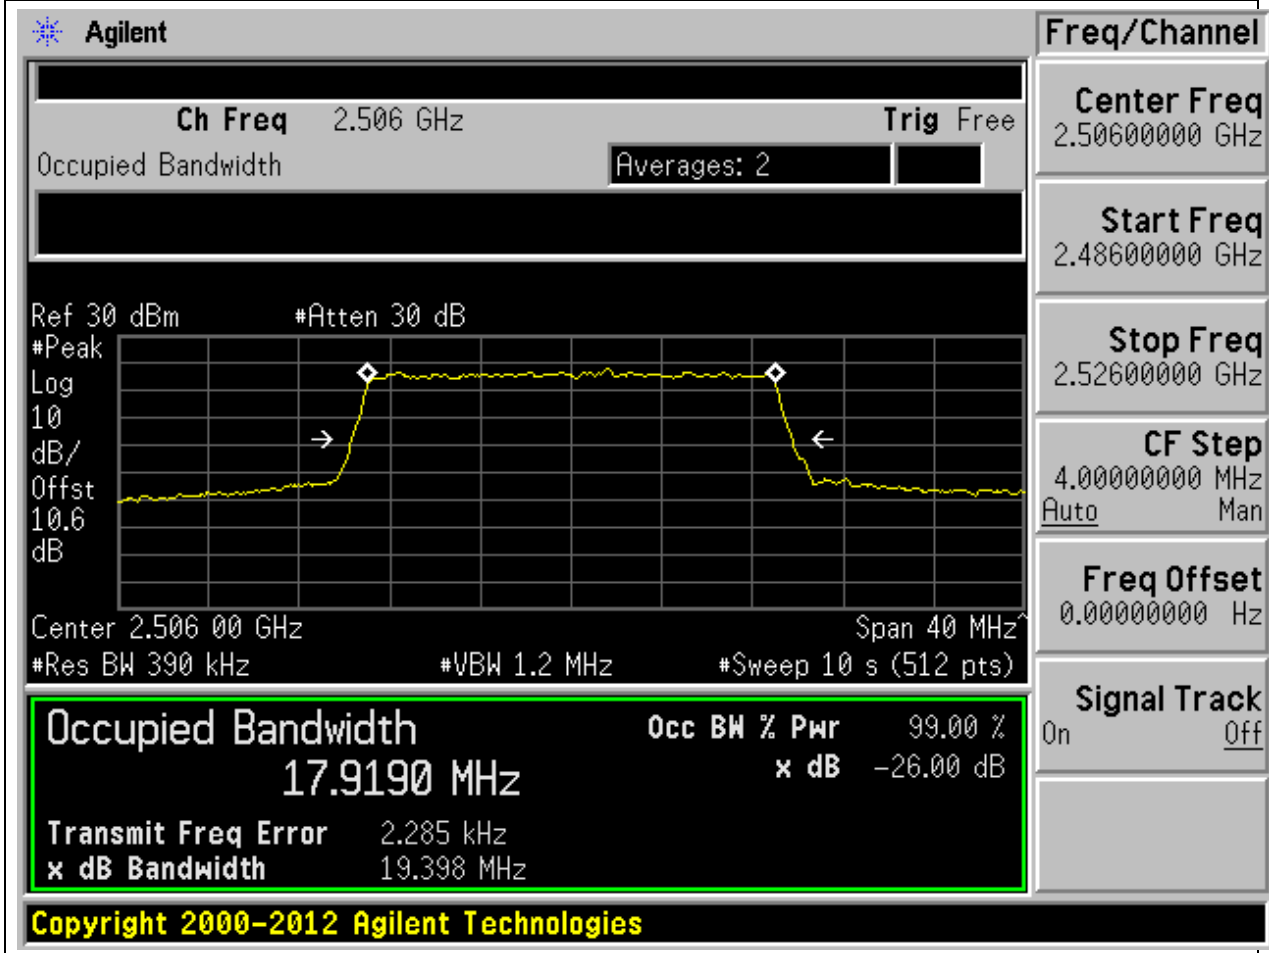 Agilent
Freq/Channel
Ch Freq 2.506 GHz Trig Free
Occupied Bandwidth Averages: 2
Center Freq
2.50600000 GHz
Start Freq
2.48600000 GHz
Stop Freq
2.52600000 GHz
CF Step
4.00000000 MHz
Auto Man
Freq Offset
0.00000000 Hz
Signal Track
On Off
Ref 30 dBm #Atten 30 dB
#Peak
Log
10
dB/
Offst
10.6
dB
Center 2.506 00 GHz Span 40 MHz^
#Res BW 390 kHz #VBW 1.2 MHz #Sweep 10 s (512 pts)
Occupied Bandwidth Occ BW % Pwr 99.00 %
17.9190 MHz x dB -26.00 dB
Transmit Freq Error 2.285 kHz
x dB Bandwidth 19.398 MHz
Copyright 2000-2012 Agilent Technologies